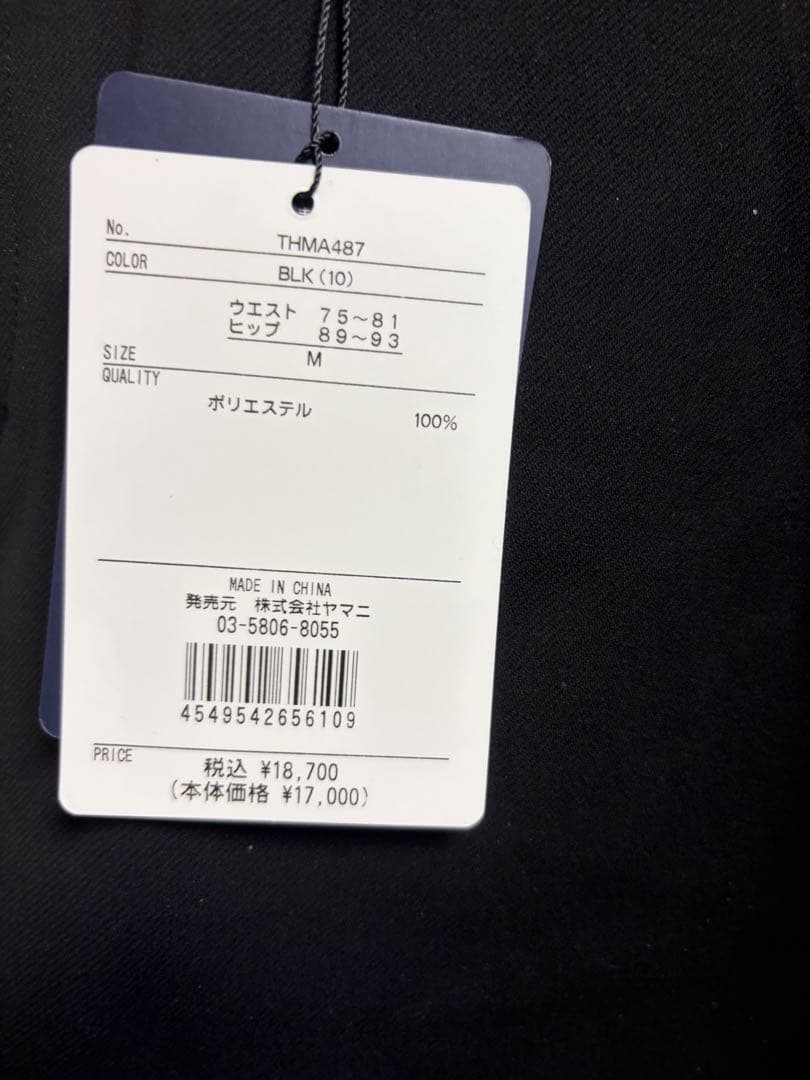 No. THMA487
COLOR BLK(10)
ウエスト 75~81
ヒップ 89~93
SIZE M
QUALITY
ポリエステル 100%
MADE IN CHINA
発売元 株式会社ヤマニ
03-5806-8055
4549542656109
PRICE 税込 ¥18,700
(本体価格 ¥17,000)